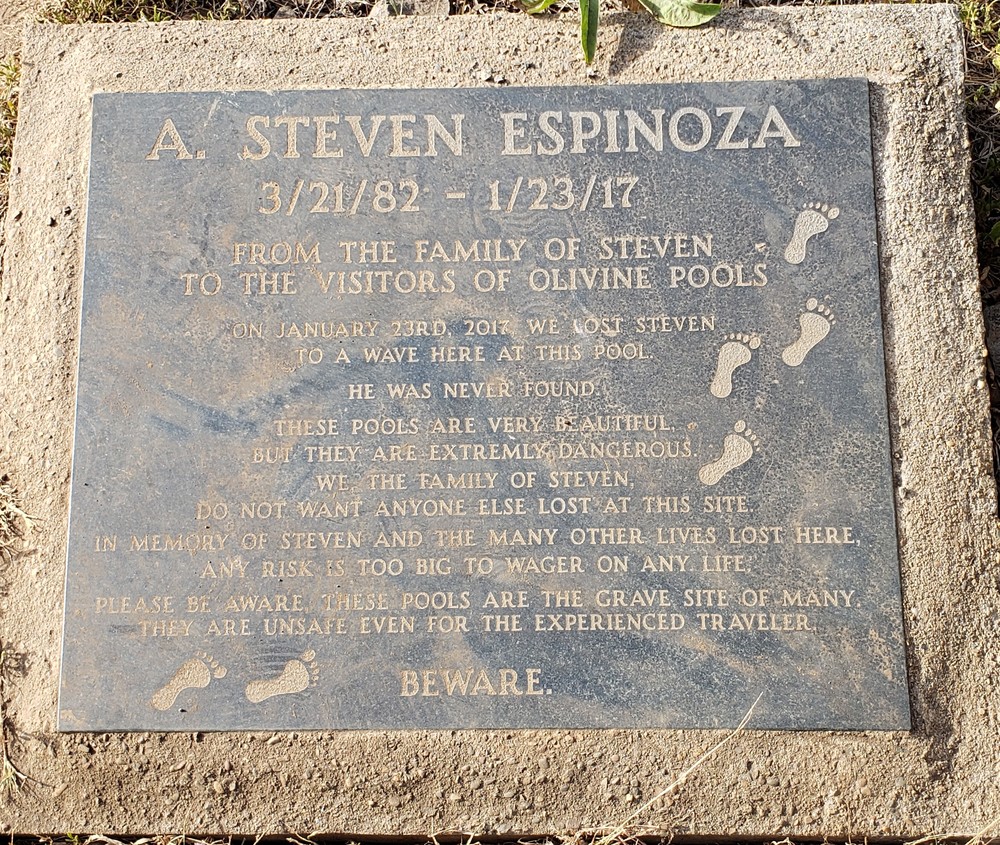 A. STEVEN ESPINOZA
3/21/82 - 1/23/17
FROM THE FAMILY OF STEVEN
TO THE VISITORS OF OLIVINE POOLS
ON JANUARY 23RD, 2017, WE LOST STEVEN
TO A WAVE HERE AT THIS POOL.
HE WAS NEVER FOUND.
THESE POOLS ARE VERY BEAUTIFUL,
BUT THEY ARE EXTREMLY DANGEROUS.
WE, THE FAMILY OF STEVEN,
DO NOT WANT ANYONE ELSE LOST AT THIS SITE.
IN MEMORY OF STEVEN AND THE MANY OTHER LIVES LOST HERE,
ANY RISK IS TOO BIG TO WAGER ON ANY LIFE.
PLEASE BE AWARE, THESE POOLS ARE THE GRAVE SITE OF MANY.
THEY ARE UNSAFE EVEN FOR THE EXPERIENCED TRAVELER.
BEWARE.